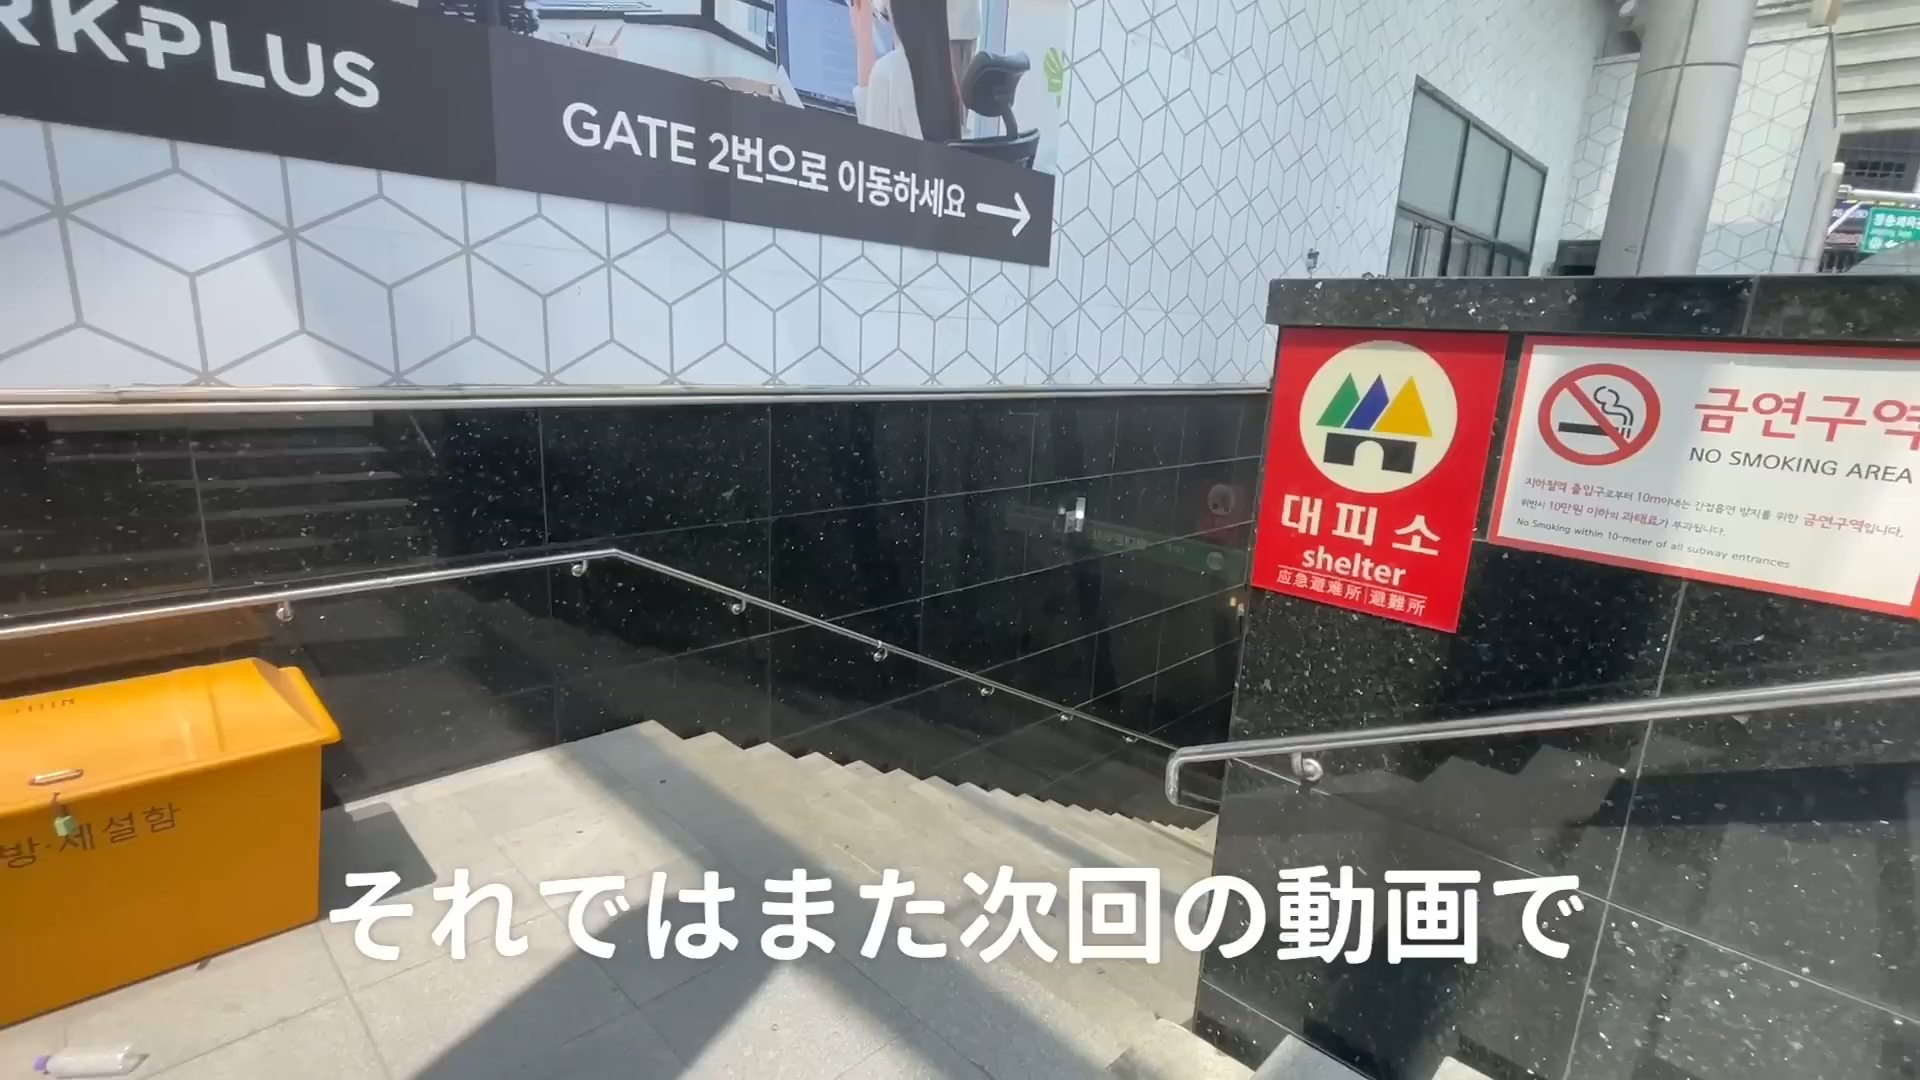 RKPLUS
GATE 2번으로 이동하세요 →
대피소
shelter
应急避难所|避難所
금연구역
NO SMOKING AREA
지하철역 출입구로부터 10m이내는 간접흡연 방지를 위한 금연구역입니다.
위반시 10만원 이하의 과태료가 부과됩니다.
No Smoking within 10-meter of all subway entrances
방·제설함
それではまた次回の動画で